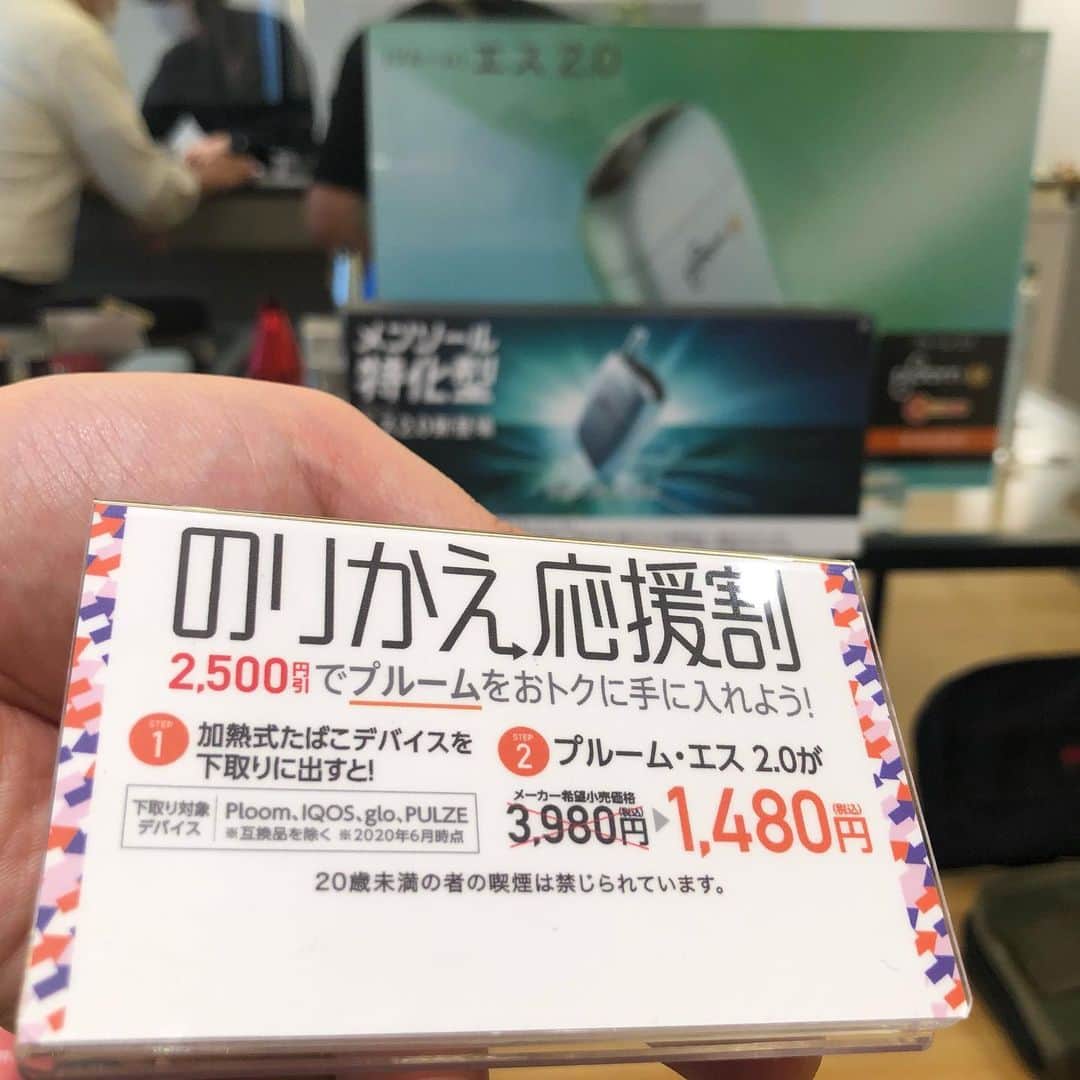 エス 2.0
メンソール
特化型
のりかえ応援割
2,500円引でプルームをおトクに手に入れよう!
STEP
1
加熱式たばこデバイスを
下取りに出すと!
下取り対象
デバイス
Ploom、IQOS、glo、PULZE
※互換品を除く ※2020年6月時点
STEP
2
プルーム・エス 2.0が
メーカー希望小売価格
3,980円(税込)
1,480円(税込)
20歳未満の者の喫煙は禁じられています。